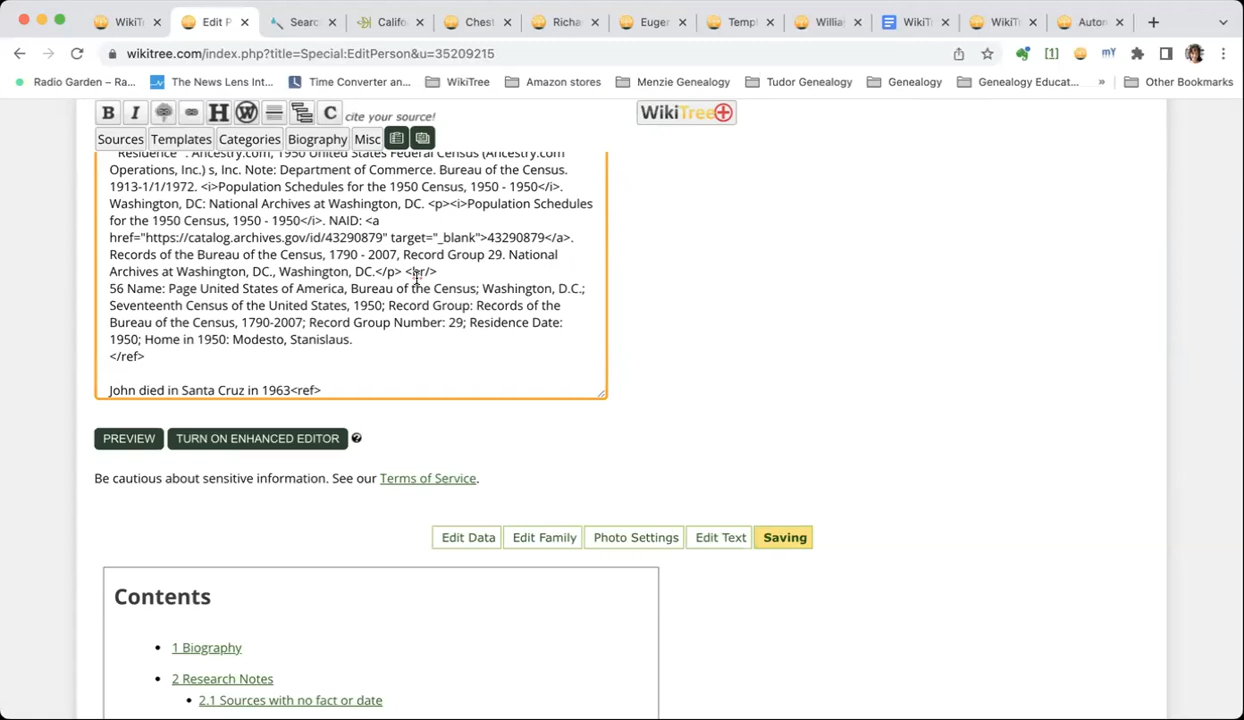 WikiTr
Edit P
Searc
Califo
Chest
Richa
Eugen
Templ
Willia
WikiT
WikiT
Auton
wikitree.com/index.php?title=Special:EditPerson&u=35209215
Radio Garden – Ra...
The News Lens Int...
Time Converter an...
WikiTree
Amazon stores
Menzie Genealogy
Tudor Genealogy
Genealogy
Genealogy Educat...
»
Other Bookmarks
B I H W C cite your source!
WikiTree
Sources Templates Categories Biography Misc
'''Residence''': Ancestry.com, 1950 United States Federal Census (Ancestry.com
Operations, Inc.) s, Inc. Note: Department of Commerce. Bureau of the Census.
1913-1/1/1972. <i>Population Schedules for the 1950 Census, 1950 - 1950</i>.
Washington, DC: National Archives at Washington, DC. <p><i>Population Schedules
for the 1950 Census, 1950 - 1950</i>. NAID: <a
href="https://catalog.archives.gov/id/43290879" target="_blank">43290879</a>.
Records of the Bureau of the Census, 1790 - 2007, Record Group 29. National
Archives at Washington, DC., Washington, DC.</p> <br/>
56 Name: Page United States of America, Bureau of the Census; Washington, D.C.;
Seventeenth Census of the United States, 1950; Record Group: Records of the
Bureau of the Census, 1790-2007; Record Group Number: 29; Residence Date:
1950; Home in 1950: Modesto, Stanislaus.
</ref>
John died in Santa Cruz in 1963<ref>
PREVIEW
TURN ON ENHANCED EDITOR
?
Be cautious about sensitive information. See our Terms of Service.
Edit Data
Edit Family
Photo Settings
Edit Text
Saving
Contents
1 Biography
2 Research Notes
2.1 Sources with no fact or date